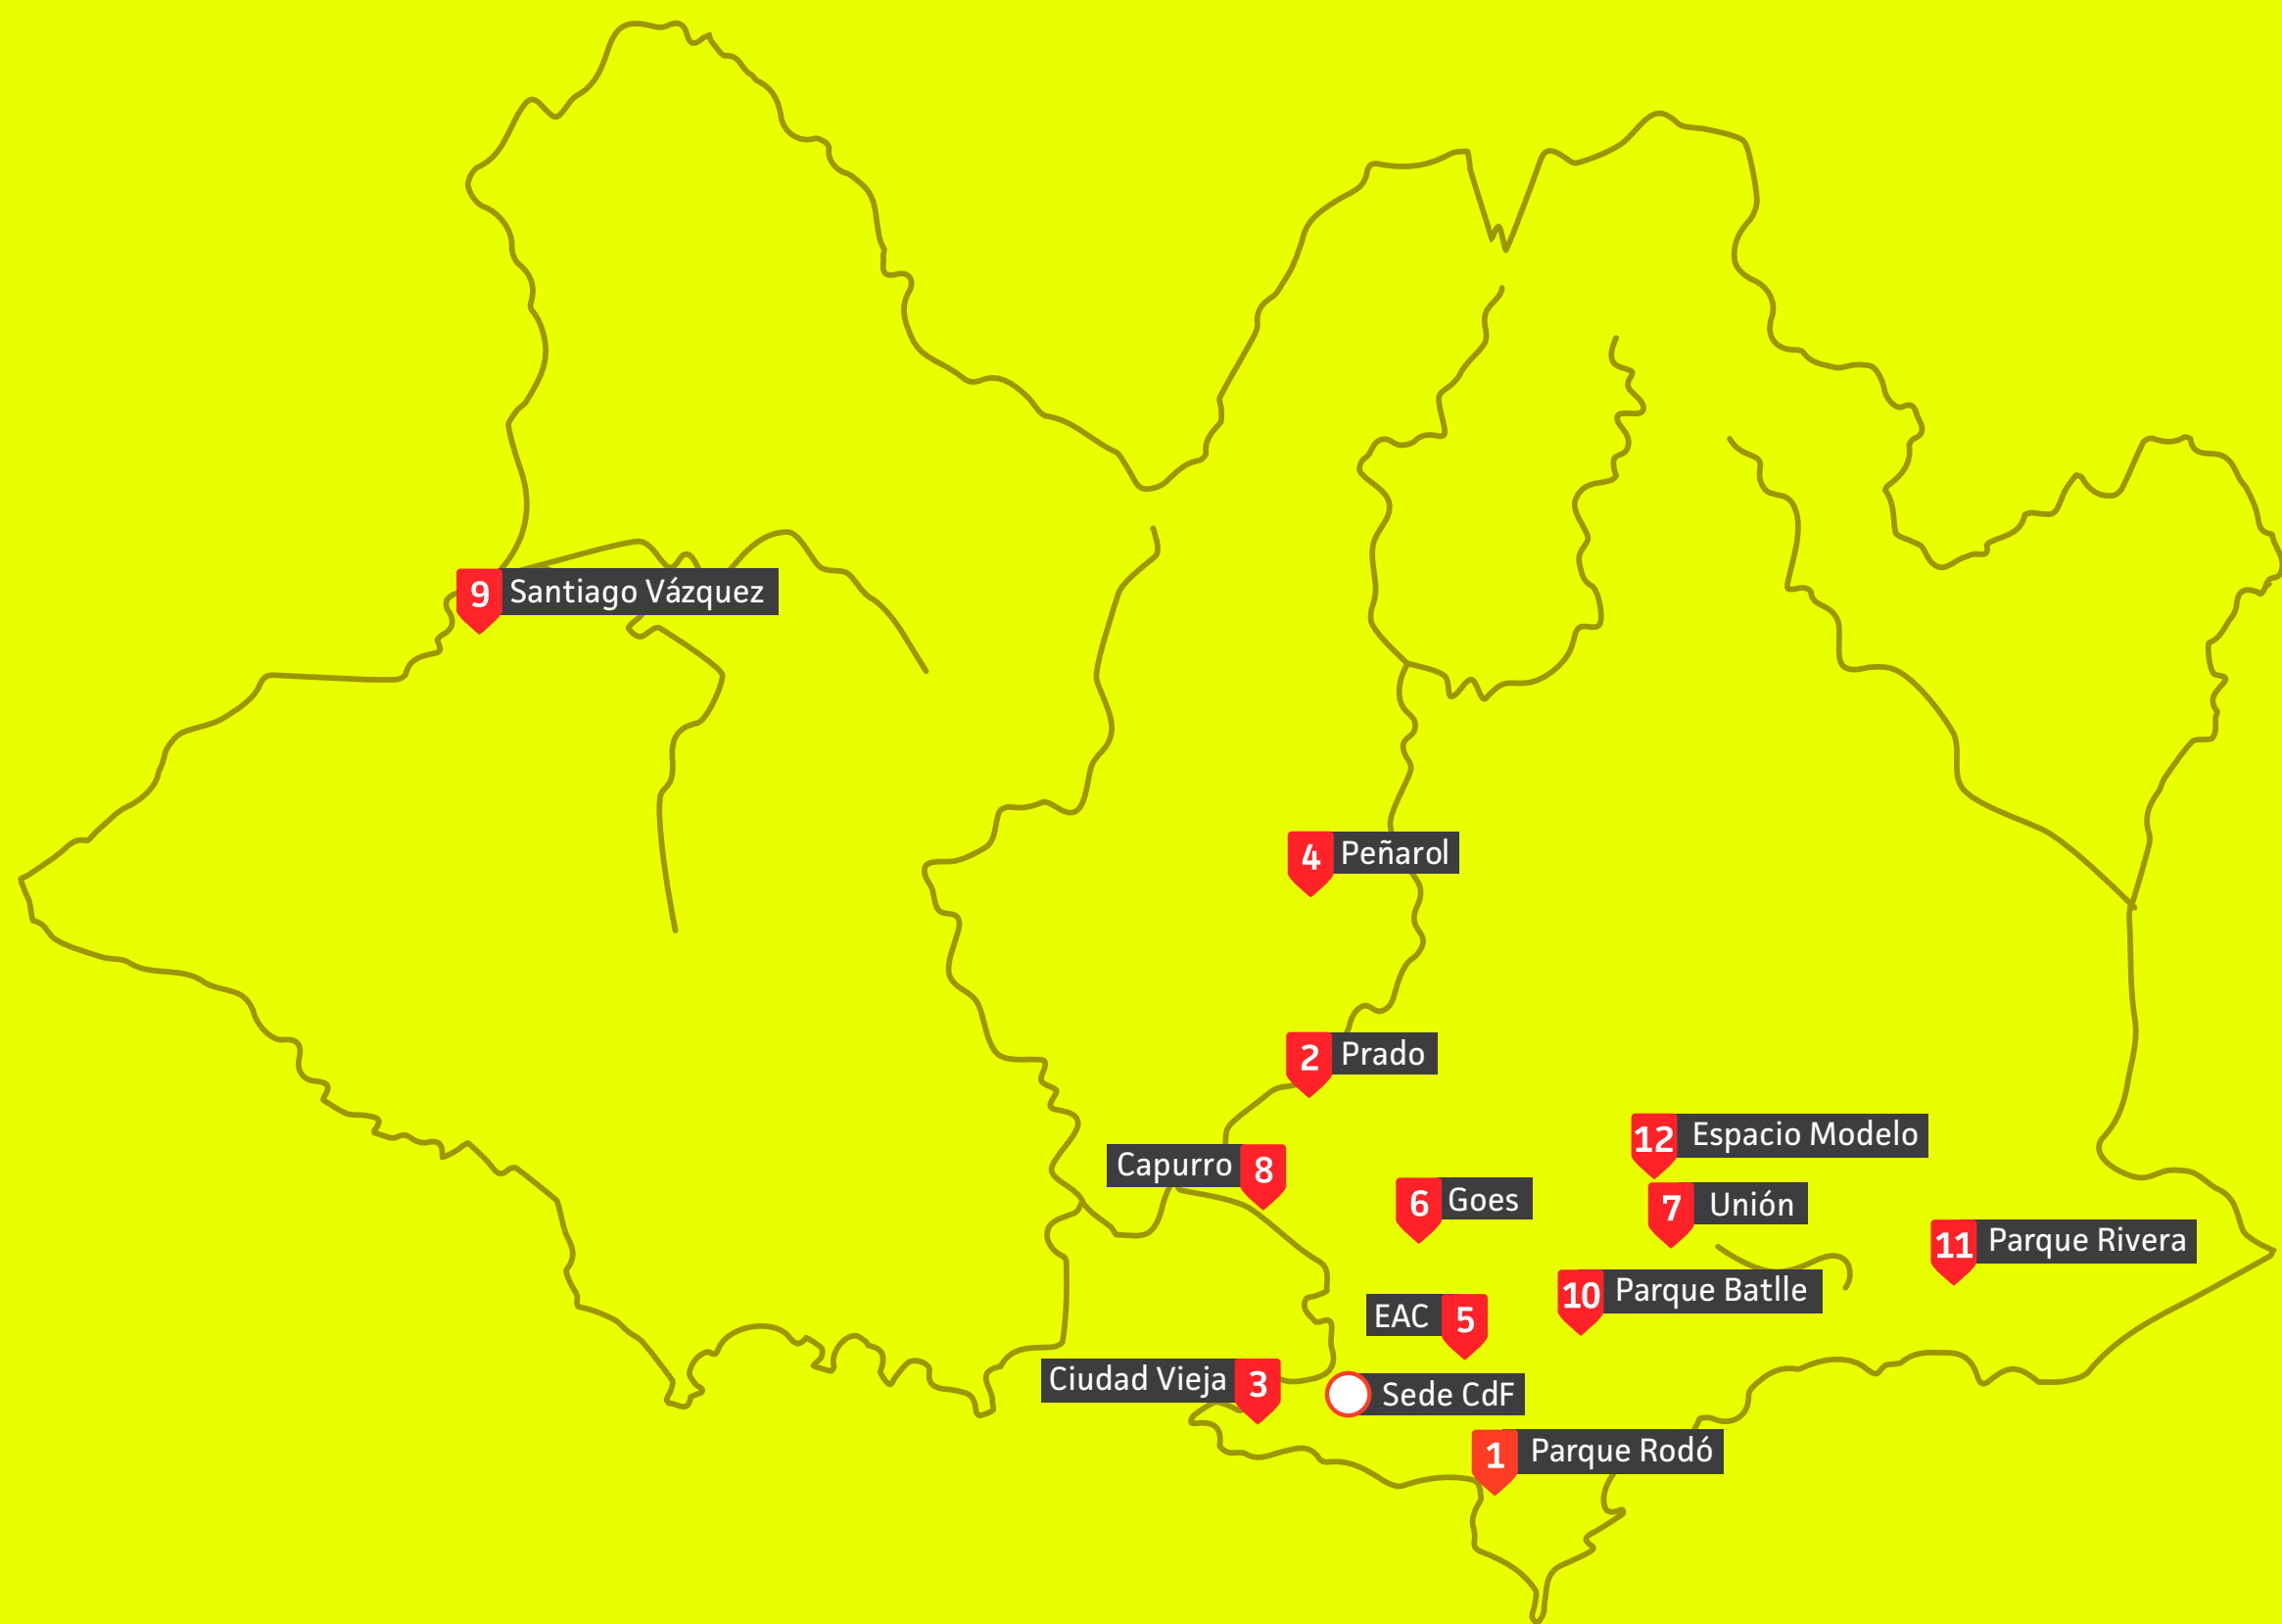 9 Santiago Vázquez
4 Peñarol
2 Prado
12 Espacio Modelo
Capurro 8
6 Goes
7 Unión
11 Parque Rivera
10 Parque Batlle
EAC 5
Ciudad Vieja 3
Sede CdF
1 Parque Rodó